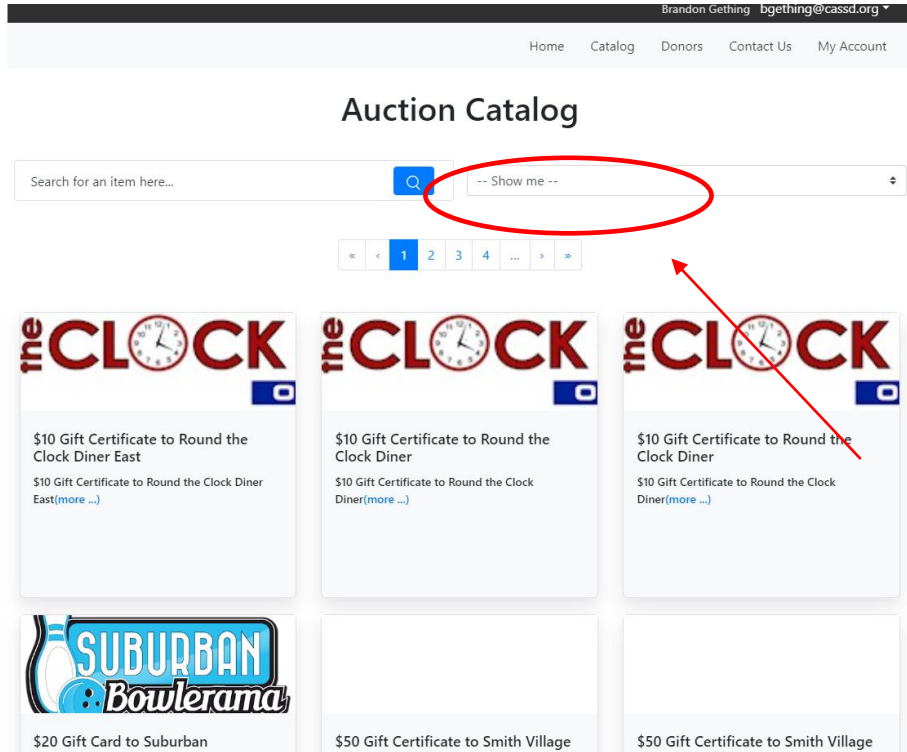 Brandon Gething bgething@cassd.org
Home Catalog Donors Contact Us My Account
Auction Catalog
Search for an item here...
-- Show me --
« ‹ 1 2 3 4 ... › »
the CLOCK
the CLOCK
the CLOCK
$10 Gift Certificate to Round the
Clock Diner East
$10 Gift Certificate to Round the Clock Diner
East(more ...)
$10 Gift Certificate to Round the
Clock Diner
$10 Gift Certificate to Round the Clock
Diner(more ...)
$10 Gift Certificate to Round the
Clock Diner
$10 Gift Certificate to Round the Clock
Diner(more ...)
SUBURBAN
Bowlerama
$20 Gift Card to Suburban
$50 Gift Certificate to Smith Village
$50 Gift Certificate to Smith Village